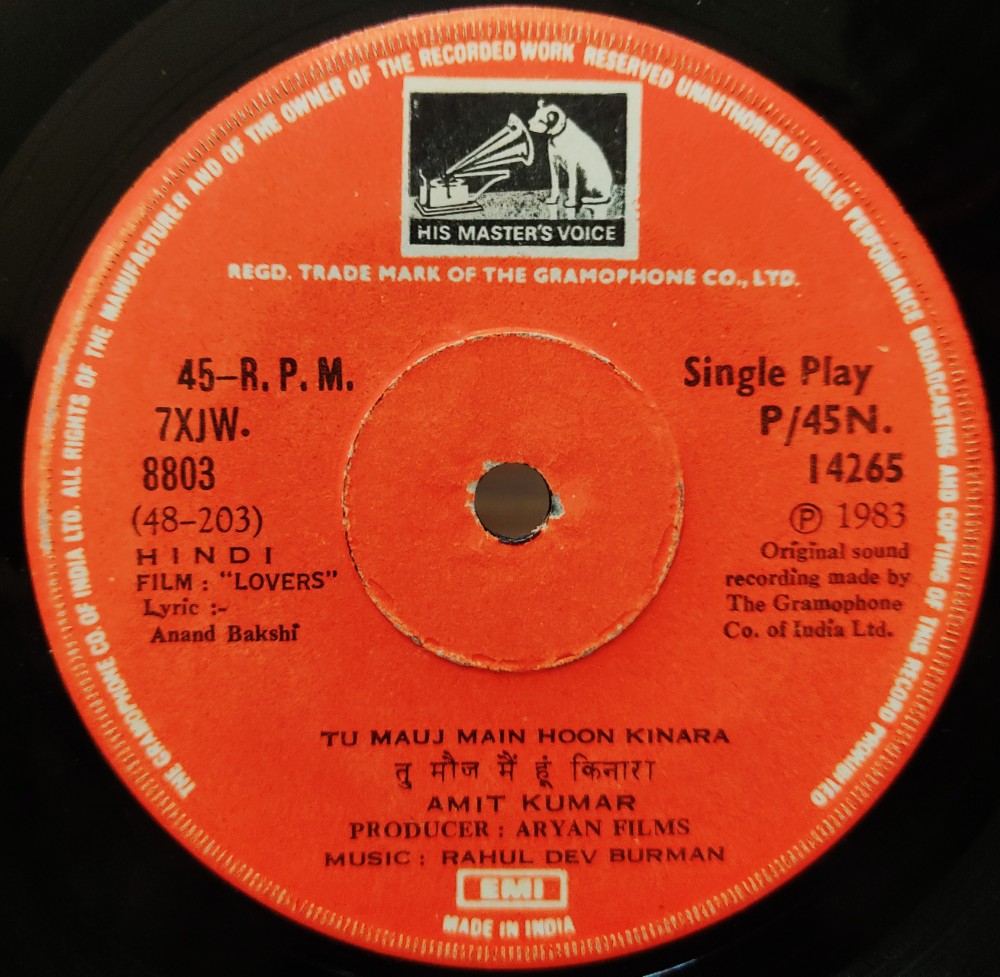 THE GRAMOPHONE CO. OF INDIA LTD. ALL RIGHTS OF THE MANUFACTURER AND OF THE OWNER OF THE RECORDED WORK RESERVED UNAUTHORISED PUBLIC PERFORMANCE BROADCASTING AND COPYING OF THIS RECORD PROHIBITED
HIS MASTER'S VOICE
REGD. TRADE MARK OF THE GRAMOPHONE CO., LTD.
45-R. P. M.
7XJW.
8803
(48-203)
HINDI
FILM : "LOVERS"
Lyric :-
Anand Bakshi
Single Play
P/45N.
14265
Ⓟ 1983
Original sound
recording made by
The Gramophone
Co. of India Ltd.
TU MAUJ MAIN HOON KINARA
तु मौज मैं हूं किनारा
AMIT KUMAR
PRODUCER : ARYAN FILMS
MUSIC : RAHUL DEV BURMAN
EMI
MADE IN INDIA